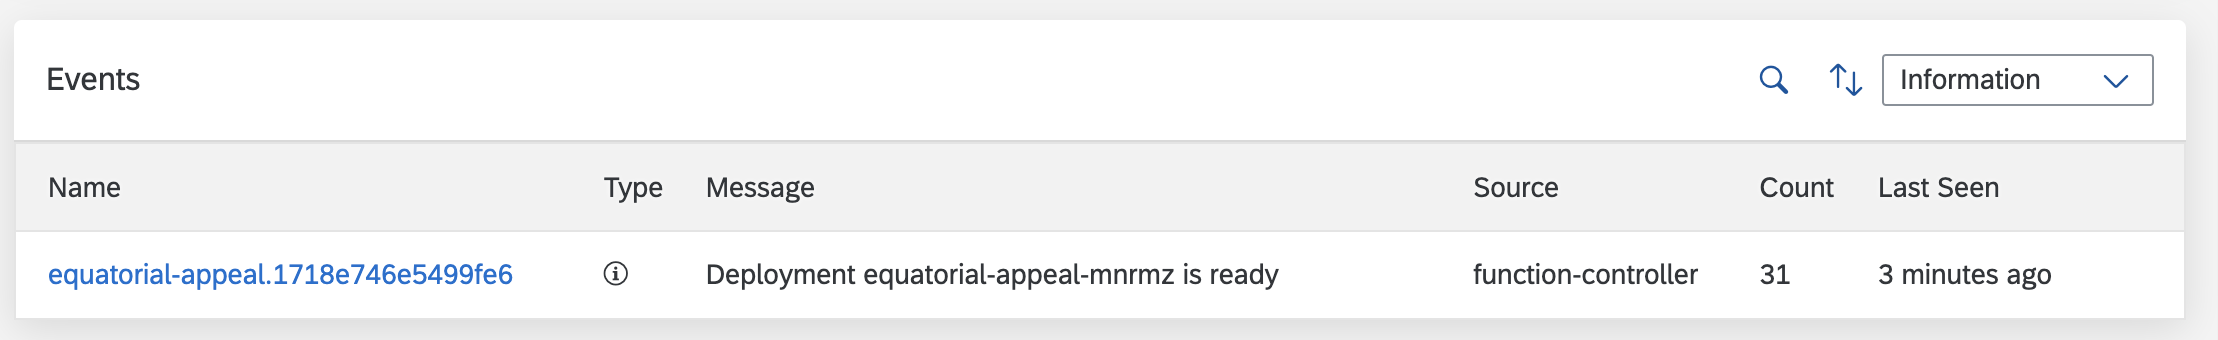 Events
Information
Name Type Message Source Count Last Seen
equatorial-appeal.1718e746e5499fe6 Deployment equatorial-appeal-mnrmz is ready function-controller 31 3 minutes ago